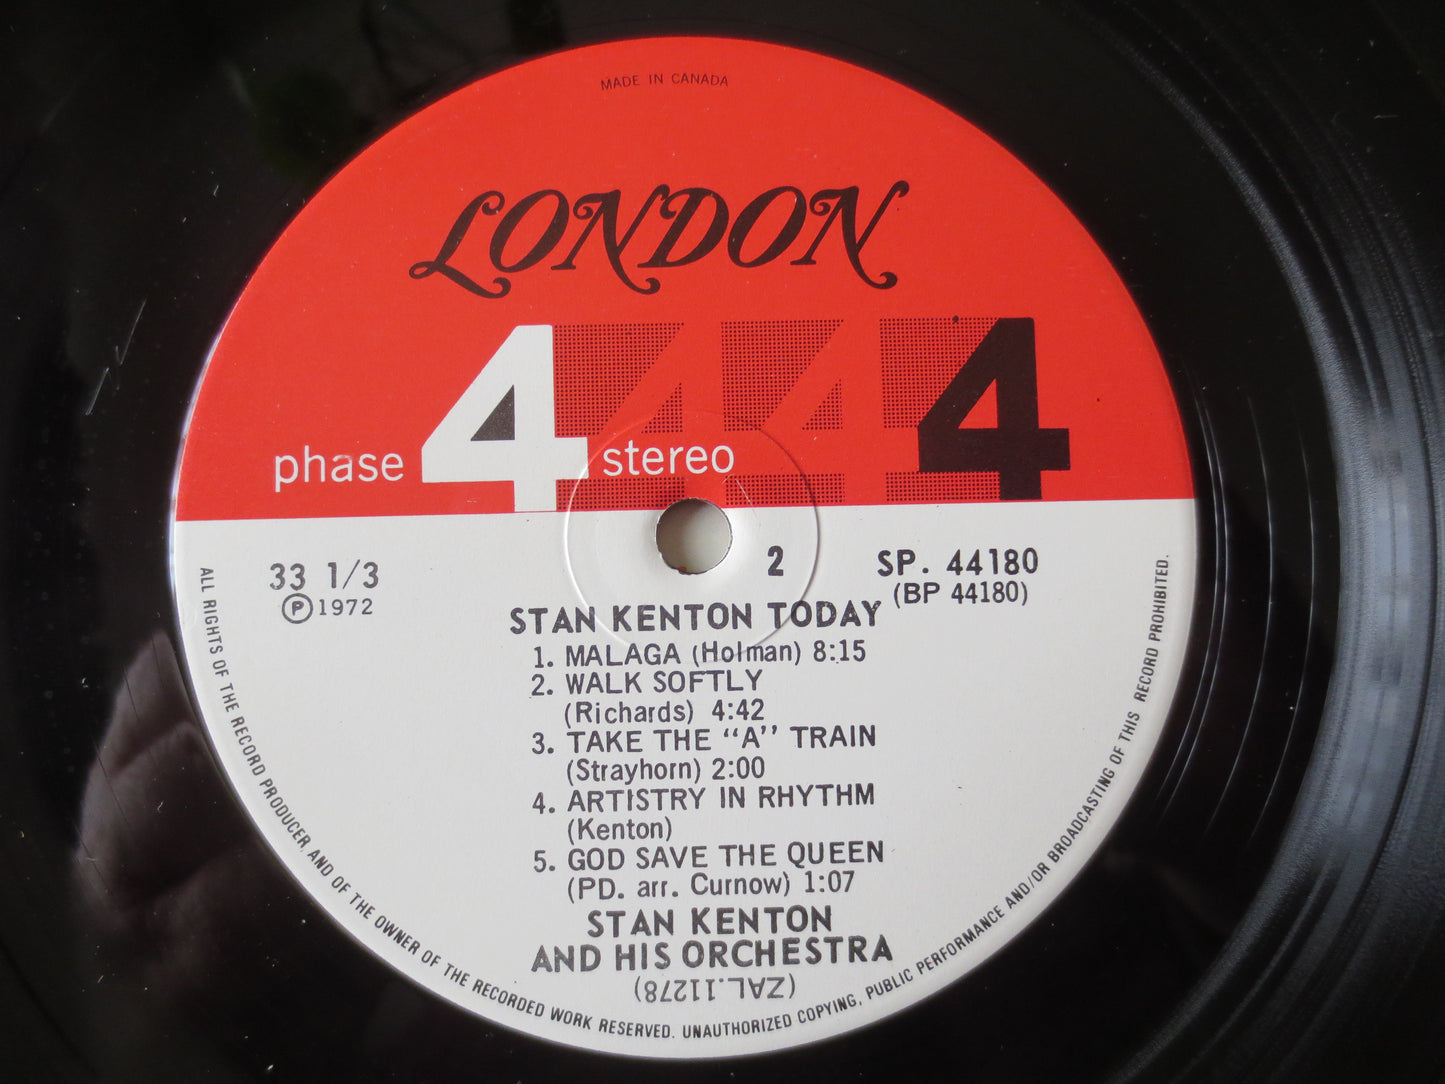 MADE IN CANADA
LONDON
phase 4 stereo 4
33 1/3
Ⓟ1972
2
SP. 44180
(BP 44180)
STAN KENTON TODAY
1. MALAGA (Holman) 8:15
2. WALK SOFTLY
(Richards) 4:42
3. TAKE THE "A" TRAIN
(Strayhorn) 2:00
4. ARTISTRY IN RHYTHM
(Kenton)
5. GOD SAVE THE QUEEN
(PD. arr. Curnow) 1:07
STAN KENTON
AND HIS ORCHESTRA
(ZAL.11278)
ALL RIGHTS OF THE RECORD PRODUCER AND OF THE OWNER OF THE RECORDED WORK RESERVED. UNAUTHORIZED COPYING, PUBLIC PERFORMANCE AND/OR BROADCASTING OF THIS RECORD PROHIBITED.